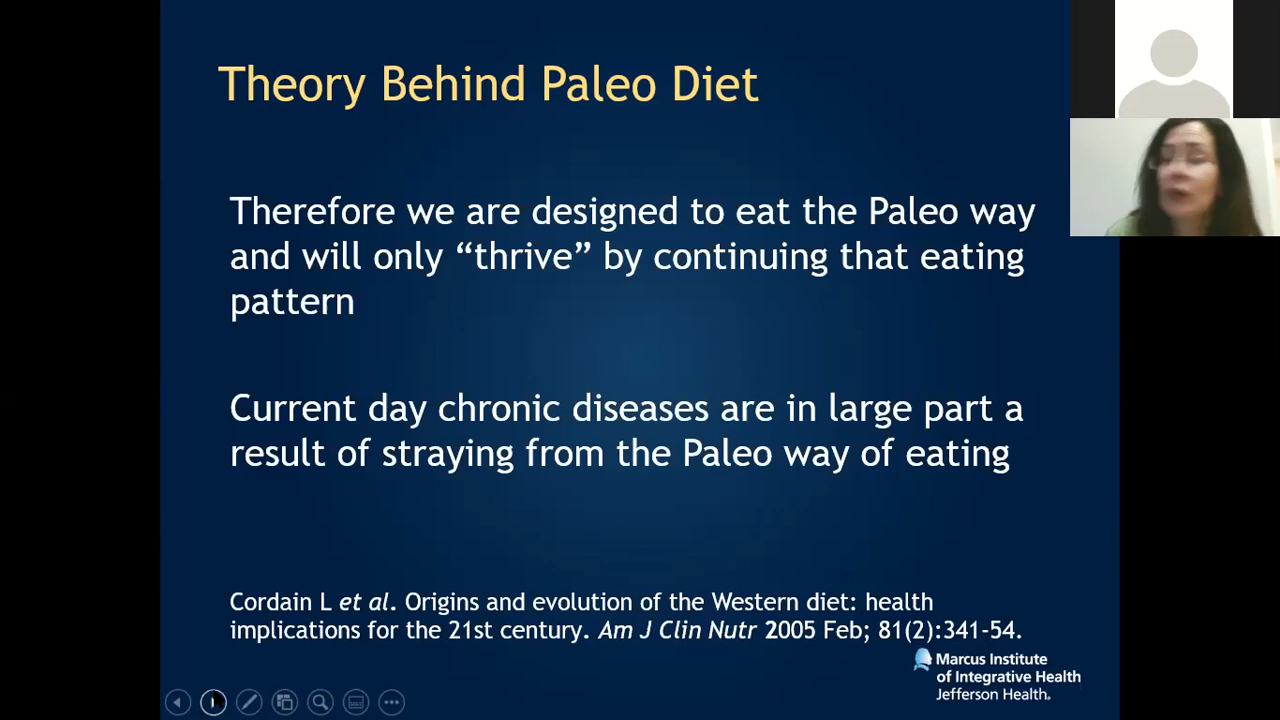 Theory Behind Paleo Diet
Therefore we are designed to eat the Paleo way
and will only “thrive” by continuing that eating
pattern
Current day chronic diseases are in large part a
result of straying from the Paleo way of eating
Cordain L et al. Origins and evolution of the Western diet: health
implications for the 21st century. Am J Clin Nutr 2005 Feb; 81(2):341-54.
Marcus Institute
of Integrative Health
Jefferson Health.